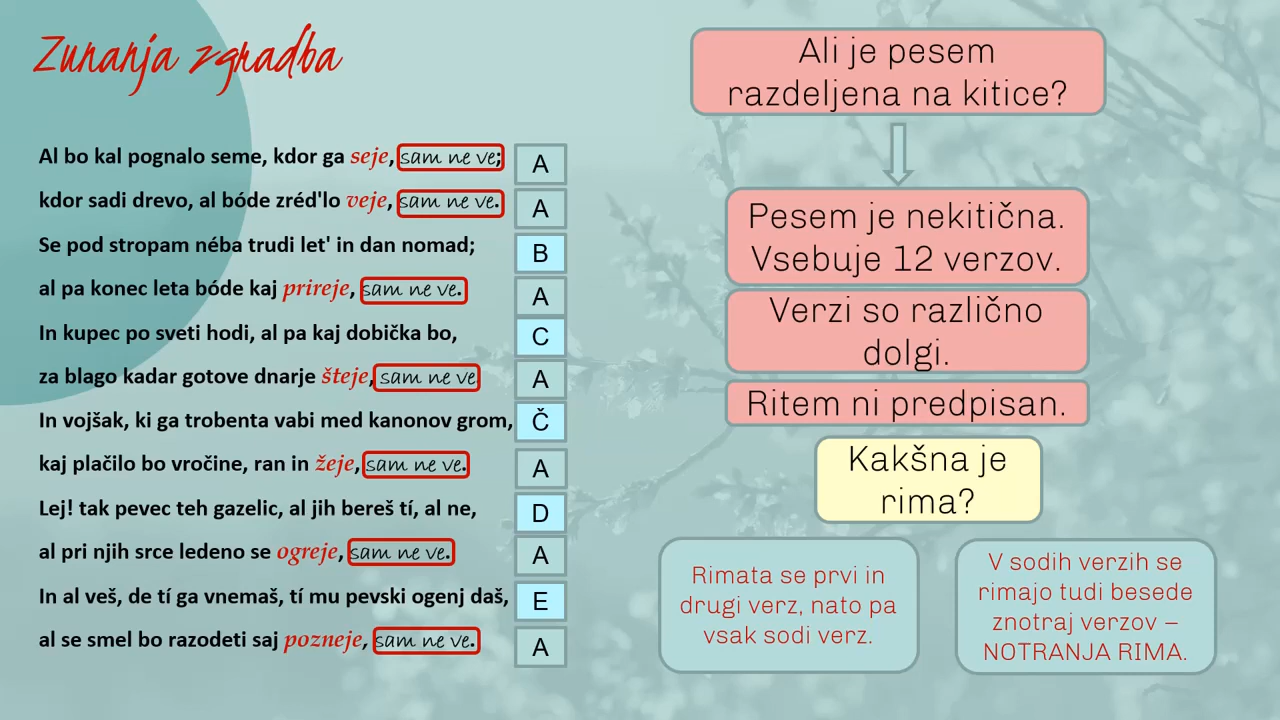 Zunanja zgradba
Al bo kal pognalo seme, kdor ga seje, sam ne ve;
kdor sadi drevo, al bóde zréd'lo veje, sam ne ve.
Se pod stropam néba trudi let' in dan nomad;
al pa konec leta bóde kaj prireje, sam ne ve.
In kupec po sveti hodi, al pa kaj dobička bo,
za blago kadar gotove dnarje šteje, sam ne ve
In vojšak, ki ga trobenta vabi med kanonov grom,
kaj plačilo bo vročine, ran in žeje, sam ne ve.
Lej! tak pevec teh gazelic, al jih bereš tí, al ne,
al pri njih srce ledeno se ogreje, sam ne ve.
In al veš, de tí ga vnemaš, tí mu pevski ogenj daš,
al se smel bo razodeti saj pozneje, sam ne ve.
A
A
B
A
C
A
Č
A
D
A
E
A
Ali je pesem
razdeljena na kitice?
Pesem je nekitična.
Vsebuje 12 verzov.
Verzi so različno
dolgi.
Ritem ni predpisan.
Kakšna je
rima?
Rimata se prvi in
drugi verz, nato pa
vsak sodi verz.
V sodih verzih se
rimajo tudi besede
znotraj verzov –
NOTRANJA RIMA.